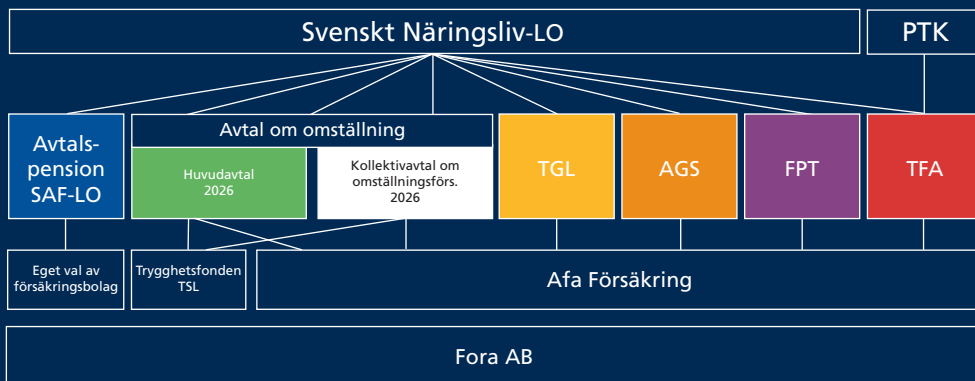 Svenskt Näringsliv-LO
PTK
Avtals-
pension
SAF-LO
Avtal om omställning
Huvudavtal
2026
Kollektivavtal om
omställningsförs.
2026
TGL
AGS
FPT
TFA
Eget val av
försäkringsbolag
Trygghetsfonden
TSL
Afa Försäkring
Fora AB